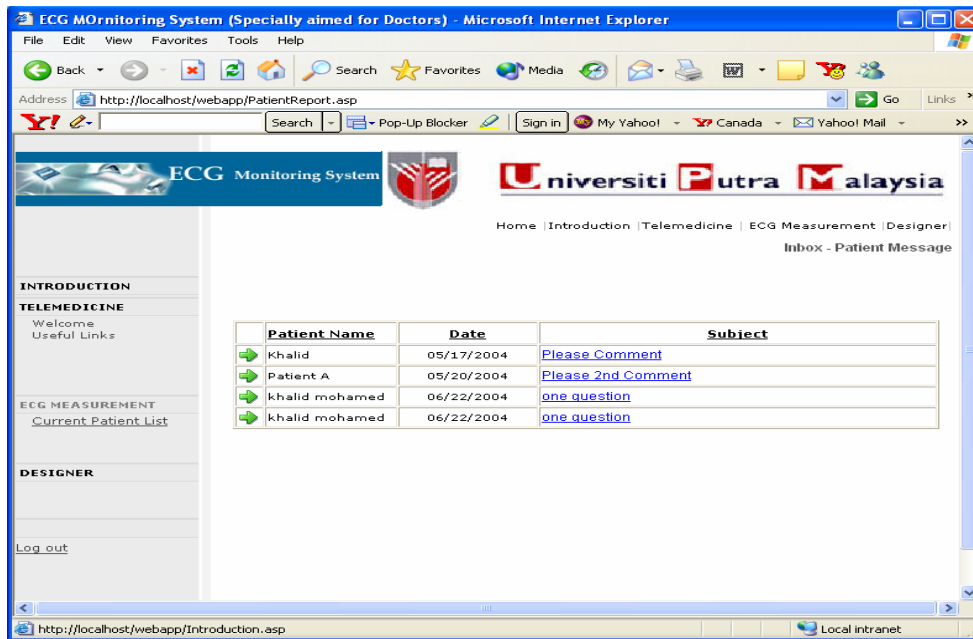 ECG MOrnitoring System (Specially aimed for Doctors) - Microsoft Internet Explorer
File Edit View Favorites Tools Help
Back Search Favorites Media
Address http://localhost/webapp/PatientReport.asp Go Links »
Y! Search Pop-Up Blocker Sign in My Yahoo! Y? Canada Yahoo! Mail »
ECG Monitoring System Universiti Putra Malaysia
Home |Introduction |Telemedicine | ECG Measurement |Designer|
Inbox - Patient Message
INTRODUCTION
TELEMEDICINE
Welcome
Useful Links
ECG MEASUREMENT
Current Patient List
DESIGNER
Log out
Patient Name Date Subject
Khalid 05/17/2004 Please Comment
Patient A 05/20/2004 Please 2nd Comment
khalid mohamed 06/22/2004 one question
khalid mohamed 06/22/2004 one question
http://localhost/webapp/Introduction.asp Local intranet